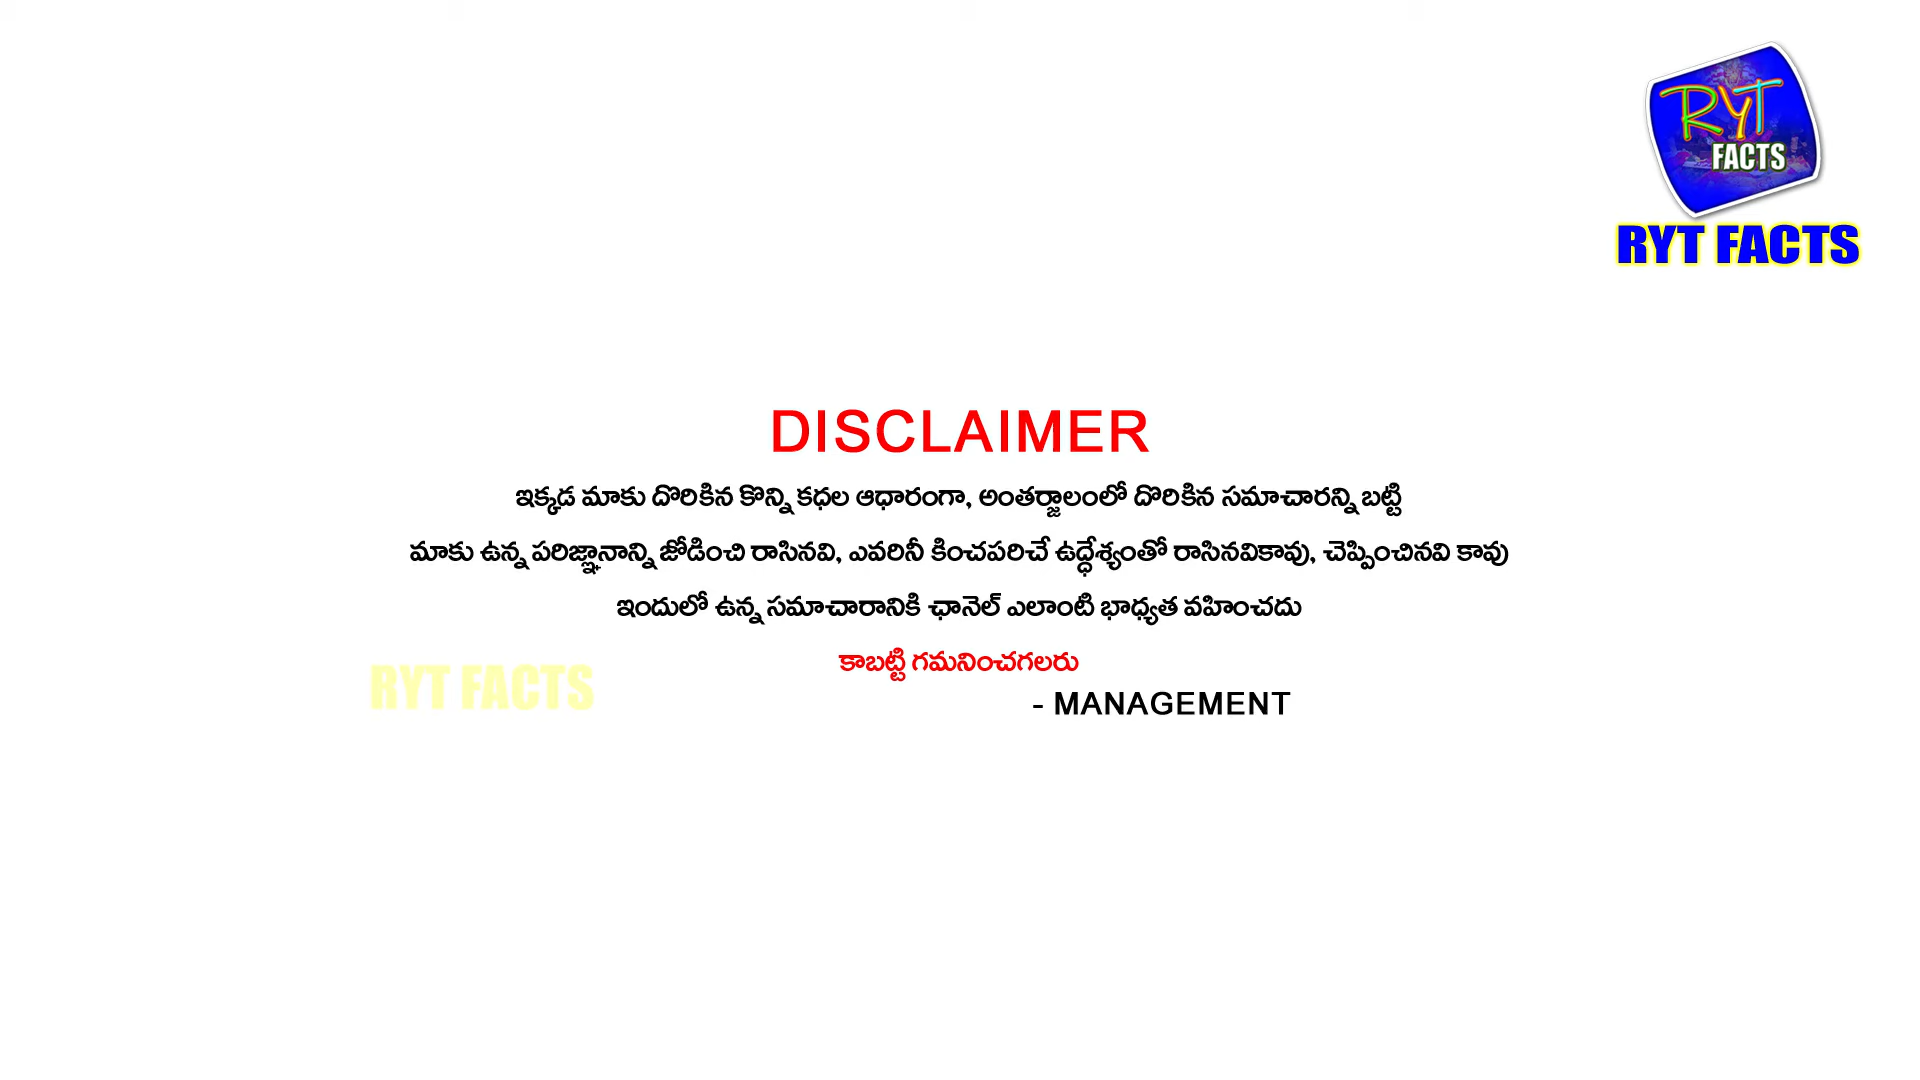 RYT
FACTS
RYT FACTS
DISCLAIMER
ఇక్కడ మాకు దొరికిన కొన్ని కధల ఆధారంగా, అంతర్జాలంలో దొరికిన సమాచారన్ని బట్టి
మాకు ఉన్న పరిజ్ఞానాన్ని జోడించి రాసినవి, ఎవరినీ కించపరిచే ఉద్ధేశ్యంతో రాసినవికావు, చెప్పించినవి కావు
ఇందులో ఉన్న సమాచారానికి ఛానెల్ ఎలాంటి భాధ్యత వహించదు
కాబట్టి గమనించగలరు
RYT FACTS
- MANAGEMENT